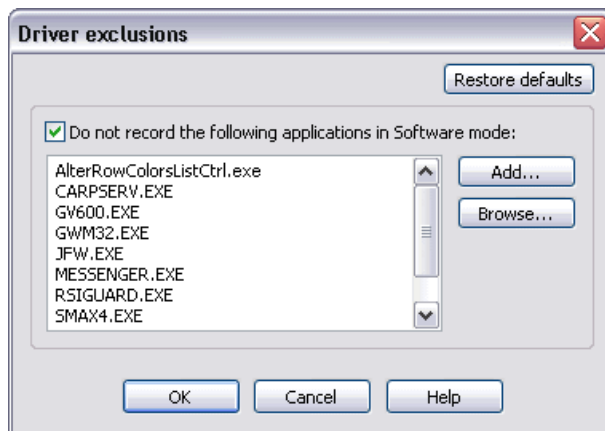 Driver exclusions
Restore defaults
Do not record the following applications in Software mode:
AlterRowColorsListCtrl.exe
CARPSERV.EXE
GV600.EXE
GWM32.EXE
JFW.EXE
MESSENGER.EXE
RSIGUARD.EXE
SMAX4.EXE
Add...
Browse...
OK
Cancel
Help